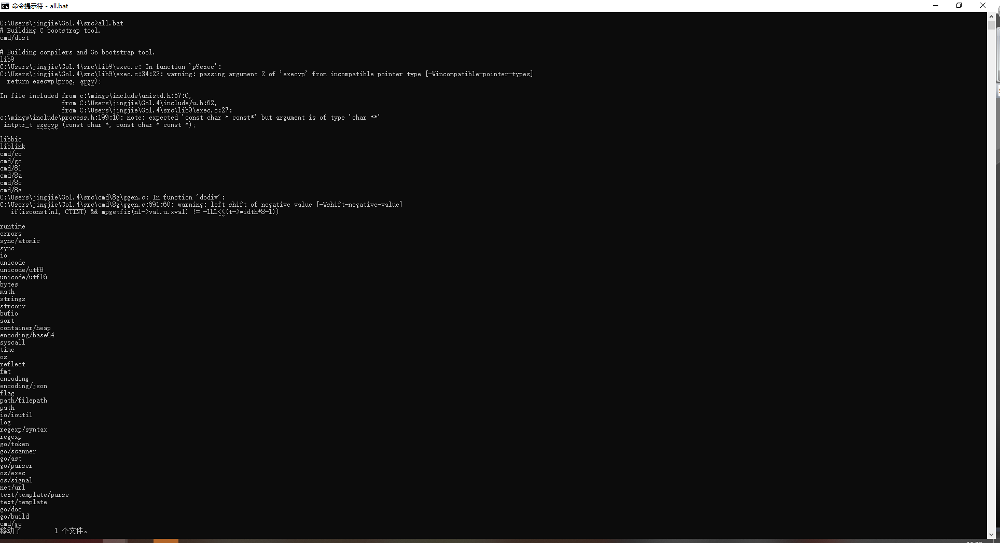 命令提示符 - all.bat
C:\Users\jingjie\Go1.4\src>all.bat
# Building C bootstrap tool.
cmd/dist
# Building compilers and Go bootstrap tool.
lib9
C:\Users\jingjie\Go1.4\src\lib9\exec.c: In function 'p9exec':
C:\Users\jingjie\Go1.4\src\lib9\exec.c:34:22: warning: passing argument 2 of 'execvp' from incompatible pointer type [-Wincompatible-pointer-types]
return execvp(prog, argv);
^~~~
In file included from c:\mingw\include\unistd.h:57:0,
from C:\Users\jingjie\Go1.4\include/u.h:62,
from C:\Users\jingjie\Go1.4\src\lib9\exec.c:27:
c:\mingw\include\process.h:199:10: note: expected 'const char * const*' but argument is of type 'char **'
intptr_t execvp (const char *, const char * const *);
^~~~~~
libbio
liblink
cmd/cc
cmd/gc
cmd/8l
cmd/8a
cmd/8c
cmd/8g
C:\Users\jingjie\Go1.4\src\cmd\8g\ggen.c: In function 'dodiv':
C:\Users\jingjie\Go1.4\src\cmd\8g\ggen.c:691:60: warning: left shift of negative value [-Wshift-negative-value]
if(isconst(nl, CTINT) && mpgetfix(nl->val.u.xval) != -1LL<<(t->width*8-1))
^~
runtime
errors
sync/atomic
sync
io
unicode
unicode/utf8
unicode/utf16
bytes
math
strings
strconv
bufio
sort
container/heap
encoding/base64
syscall
time
os
reflect
fmt
encoding
encoding/json
flag
path/filepath
path
io/ioutil
log
regexp/syntax
regexp
go/token
go/scanner
go/ast
go/parser
os/exec
os/signal
net/url
text/template/parse
text/template
go/doc
go/build
cmd/go
移动了 1 个文件。